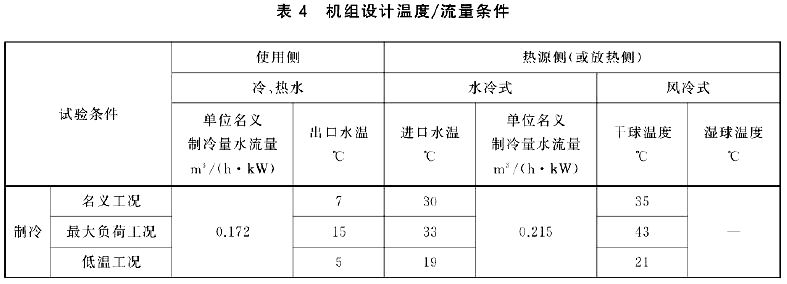 表 4 机组设计温度/流量条件
试验条件
使用侧
热源侧(或放热侧)
冷、热水
水冷式
风冷式
单位名义
制冷量水流量
m³/(h·kW)
出口水温
℃
进口水温
℃
单位名义
制冷量水流量
m³/(h·kW)
干球温度
℃
湿球温度
℃
制冷
名义工况
0.172
7
30
0.215
35
—
最大负荷工况
15
33
43
低温工况
5
19
21